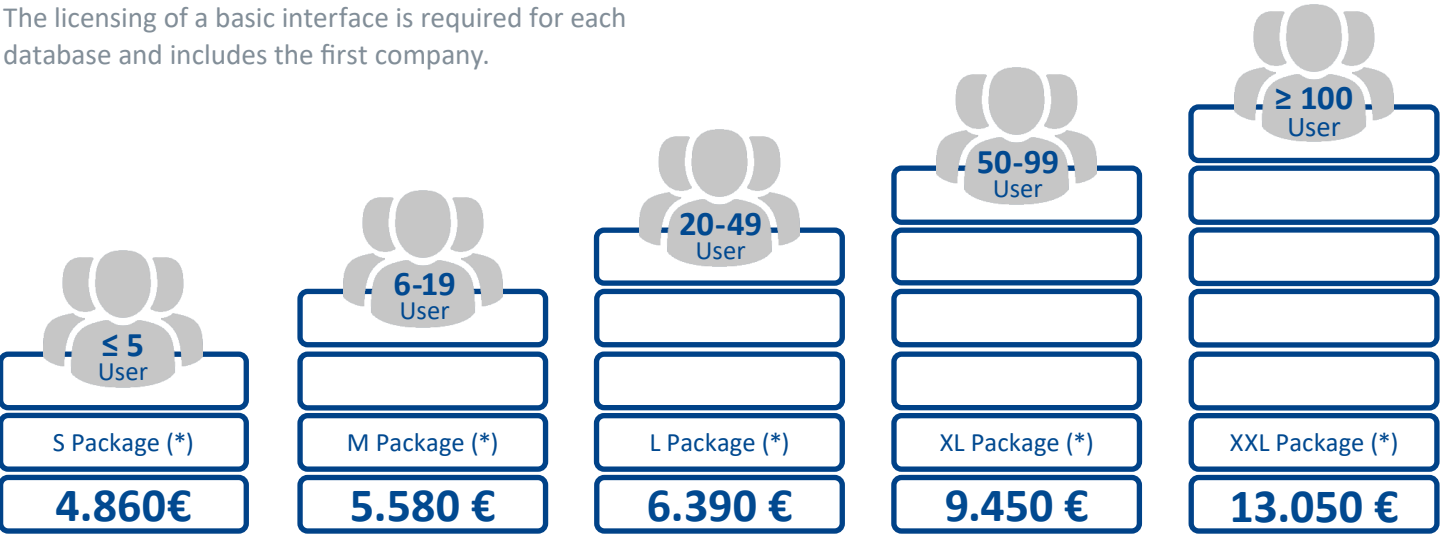 The licensing of a basic interface is required for each
database and includes the first company.
≤ 5
User
6-19
User
20-49
User
50-99
User
≥ 100
User
S Package (*)
M Package (*)
L Package (*)
XL Package (*)
XXL Package (*)
4.860€
5.580 €
6.390 €
9.450 €
13.050 €